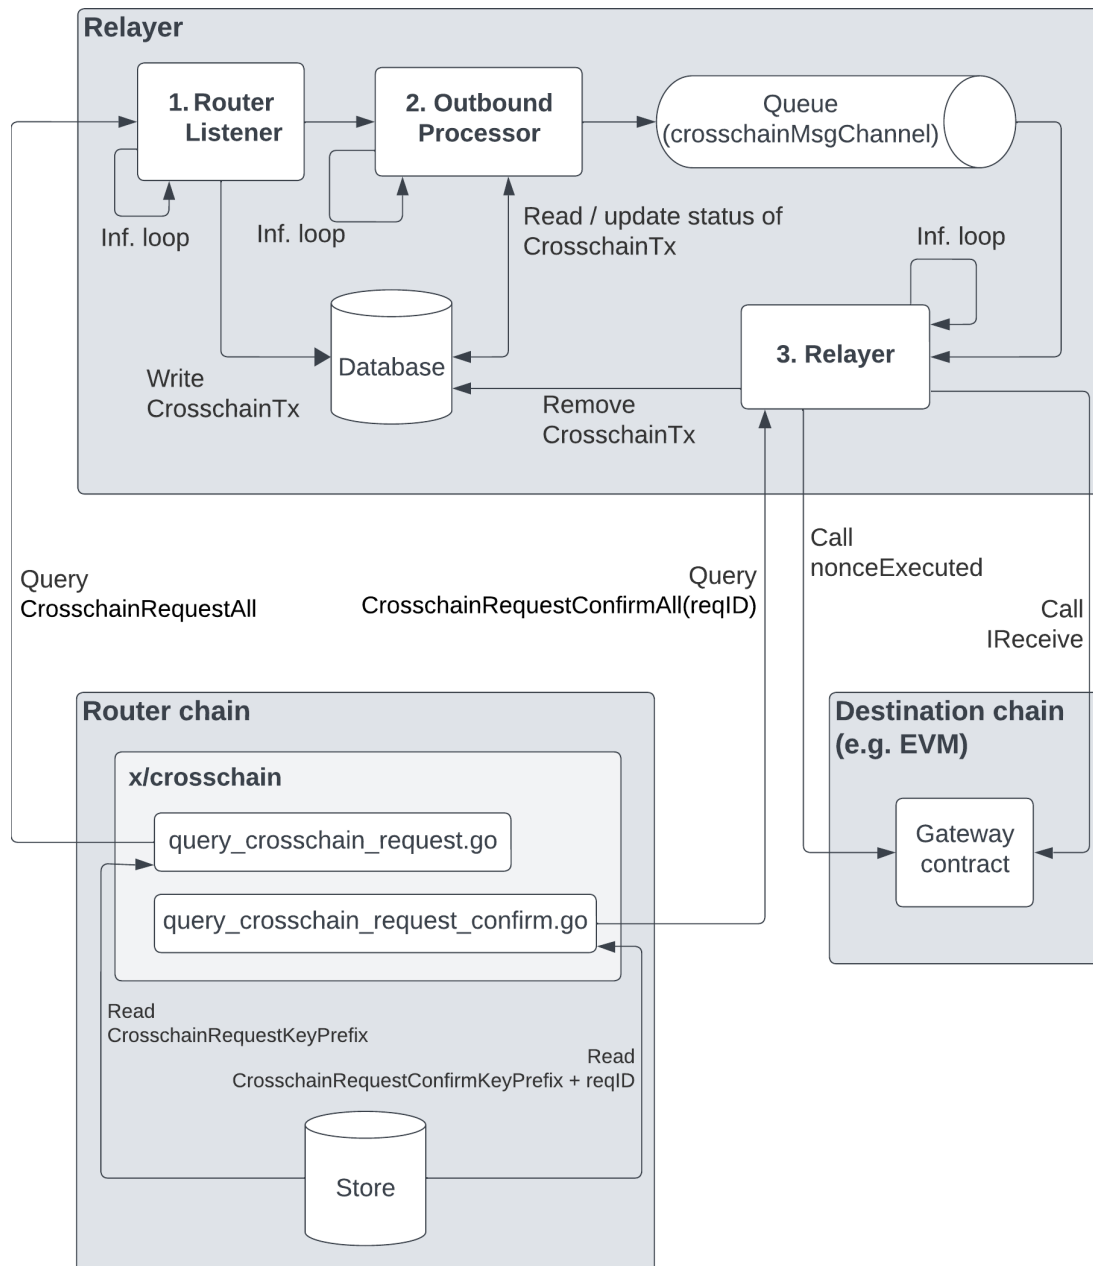 Relayer
1. Router
Listener
2. Outbound
Processor
Queue
(crosschainMsgChannel)
Inf. loop
Inf. loop
Read / update status of
CrosschainTx
Inf. loop
Database
3. Relayer
Write
CrosschainTx
Remove
CrosschainTx
Query
CrosschainRequestAll
Query
CrosschainRequestConfirmAll(reqID)
Call
nonceExecuted
Call
IReceive
Router chain
x/crosschain
query_crosschain_request.go
query_crosschain_request_confirm.go
Read
CrosschainRequestKeyPrefix
Read
CrosschainRequestConfirmKeyPrefix + reqID
Store
Destination chain
(e.g. EVM)
Gateway
contract